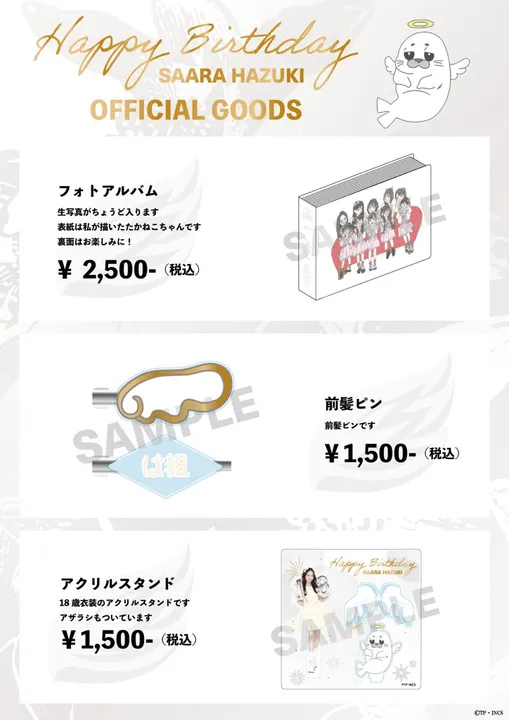 Happy Birthday
SAARA HAZUKI
OFFICIAL GOODS
フォトアルバム
生写真がちょうど入ります
表紙は私が描いたたかねこちゃんです
裏面はお楽しみに！
¥ 2,500-（税込）
SAMPLE
SAMPLE
は祖
前髪ピン
前髪ピンです
¥1,500-（税込）
アクリルスタンド
18歳衣装のアクリルスタンドです
アザラシもついています
¥1,500-（税込）
Happy Birthday
SAARA HAZUKI
SAMPLE
©TP・INCS
©TP・INCS